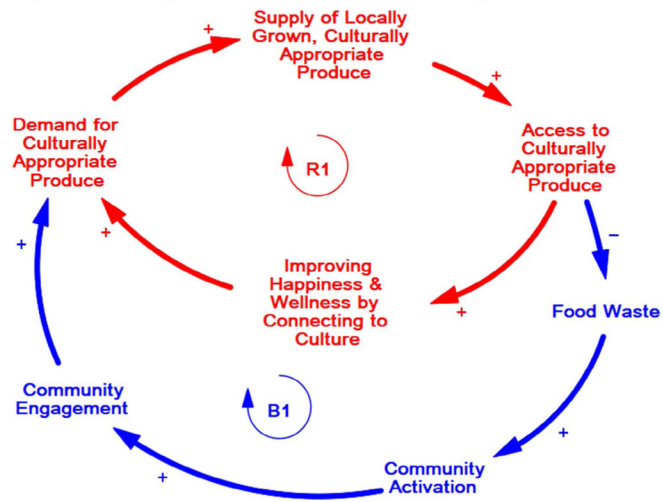 Supply of Locally
Grown, Culturally
Appropriate
Produce
+
+
Demand for
Culturally
Appropriate
Produce
Access to
Culturally
Appropriate
Produce
R1
+
+
−
Improving
Happiness &
Wellness by
Connecting to
Culture
+
Food Waste
Community
Engagement
B1
+
Community
Activation
+